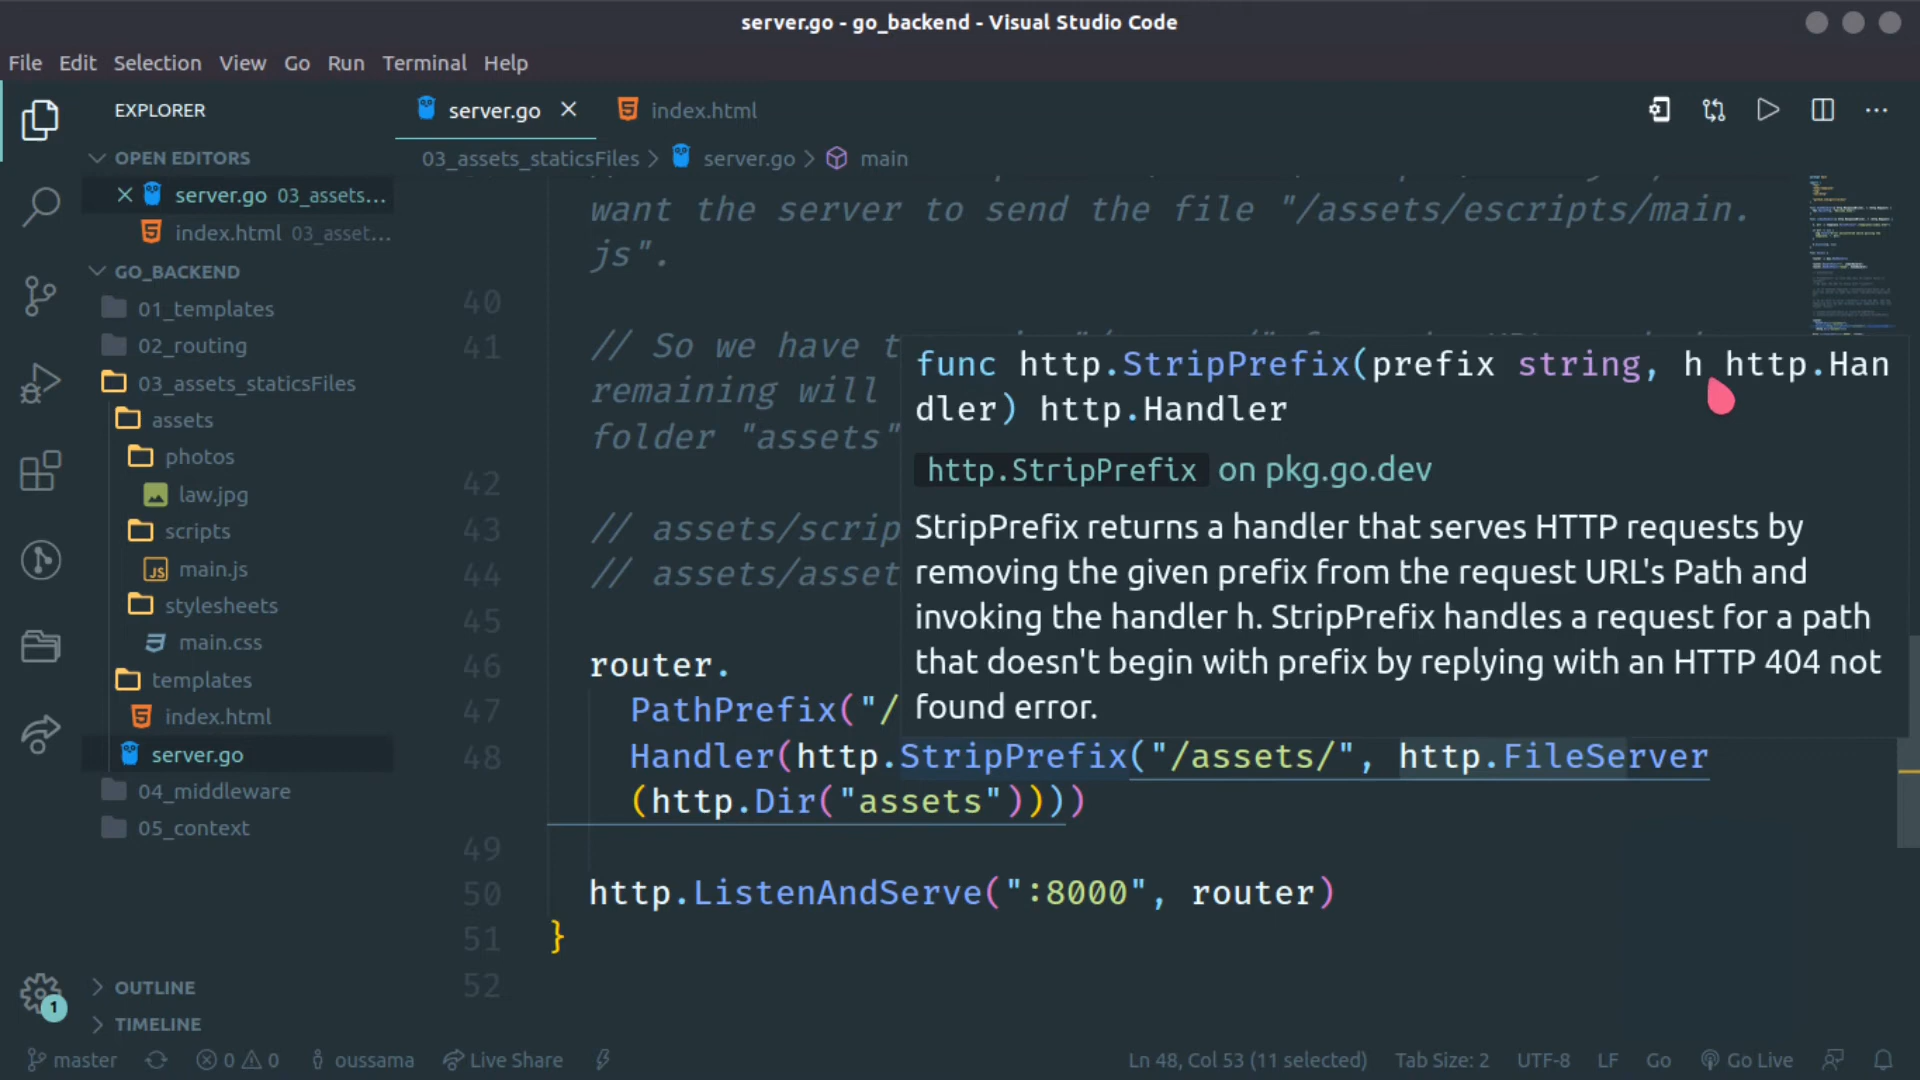 server.go - go_backend - Visual Studio Code
File Edit Selection View Go Run Terminal Help
EXPLORER
OPEN EDITORS
server.go 03_assets...
index.html 03_asset...
GO_BACKEND
01_templates
02_routing
03_assets_staticsFiles
assets
photos
law.jpg
scripts
JS main.js
stylesheets
main.css
templates
index.html
server.go
04_middleware
05_context
OUTLINE
TIMELINE
server.go index.html
03_assets_staticsFiles > server.go > main
want the server to send the file "/assets/escripts/main.
js".
40
41 // So we have t
remaining will
folder "assets"
42
43 // assets/scrip
44 // assets/asset
45
46 router.
47 PathPrefix("/
48 Handler(http.StripPrefix("/assets/", http.FileServer
(http.Dir("assets"))))
49
50 http.ListenAndServe(":8000", router)
51 }
52
func http.StripPrefix(prefix string, h http.Han
dler) http.Handler
http.StripPrefix on pkg.go.dev
StripPrefix returns a handler that serves HTTP requests by
removing the given prefix from the request URL's Path and
invoking the handler h. StripPrefix handles a request for a path
that doesn't begin with prefix by replying with an HTTP 404 not
found error.
1
master 0 0 oussama Live Share Ln 48, Col 53 (11 selected) Tab Size: 2 UTF-8 LF Go Go Live